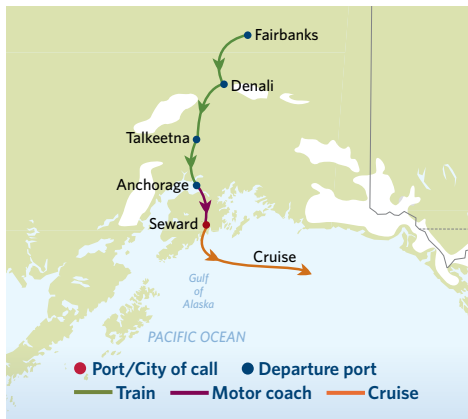 Fairbanks
Denali
Talkeetna
Anchorage
Seward
Cruise
Gulf
of
Alaska
PACIFIC OCEAN
Port/City of call Departure port
Train Motor coach Cruise